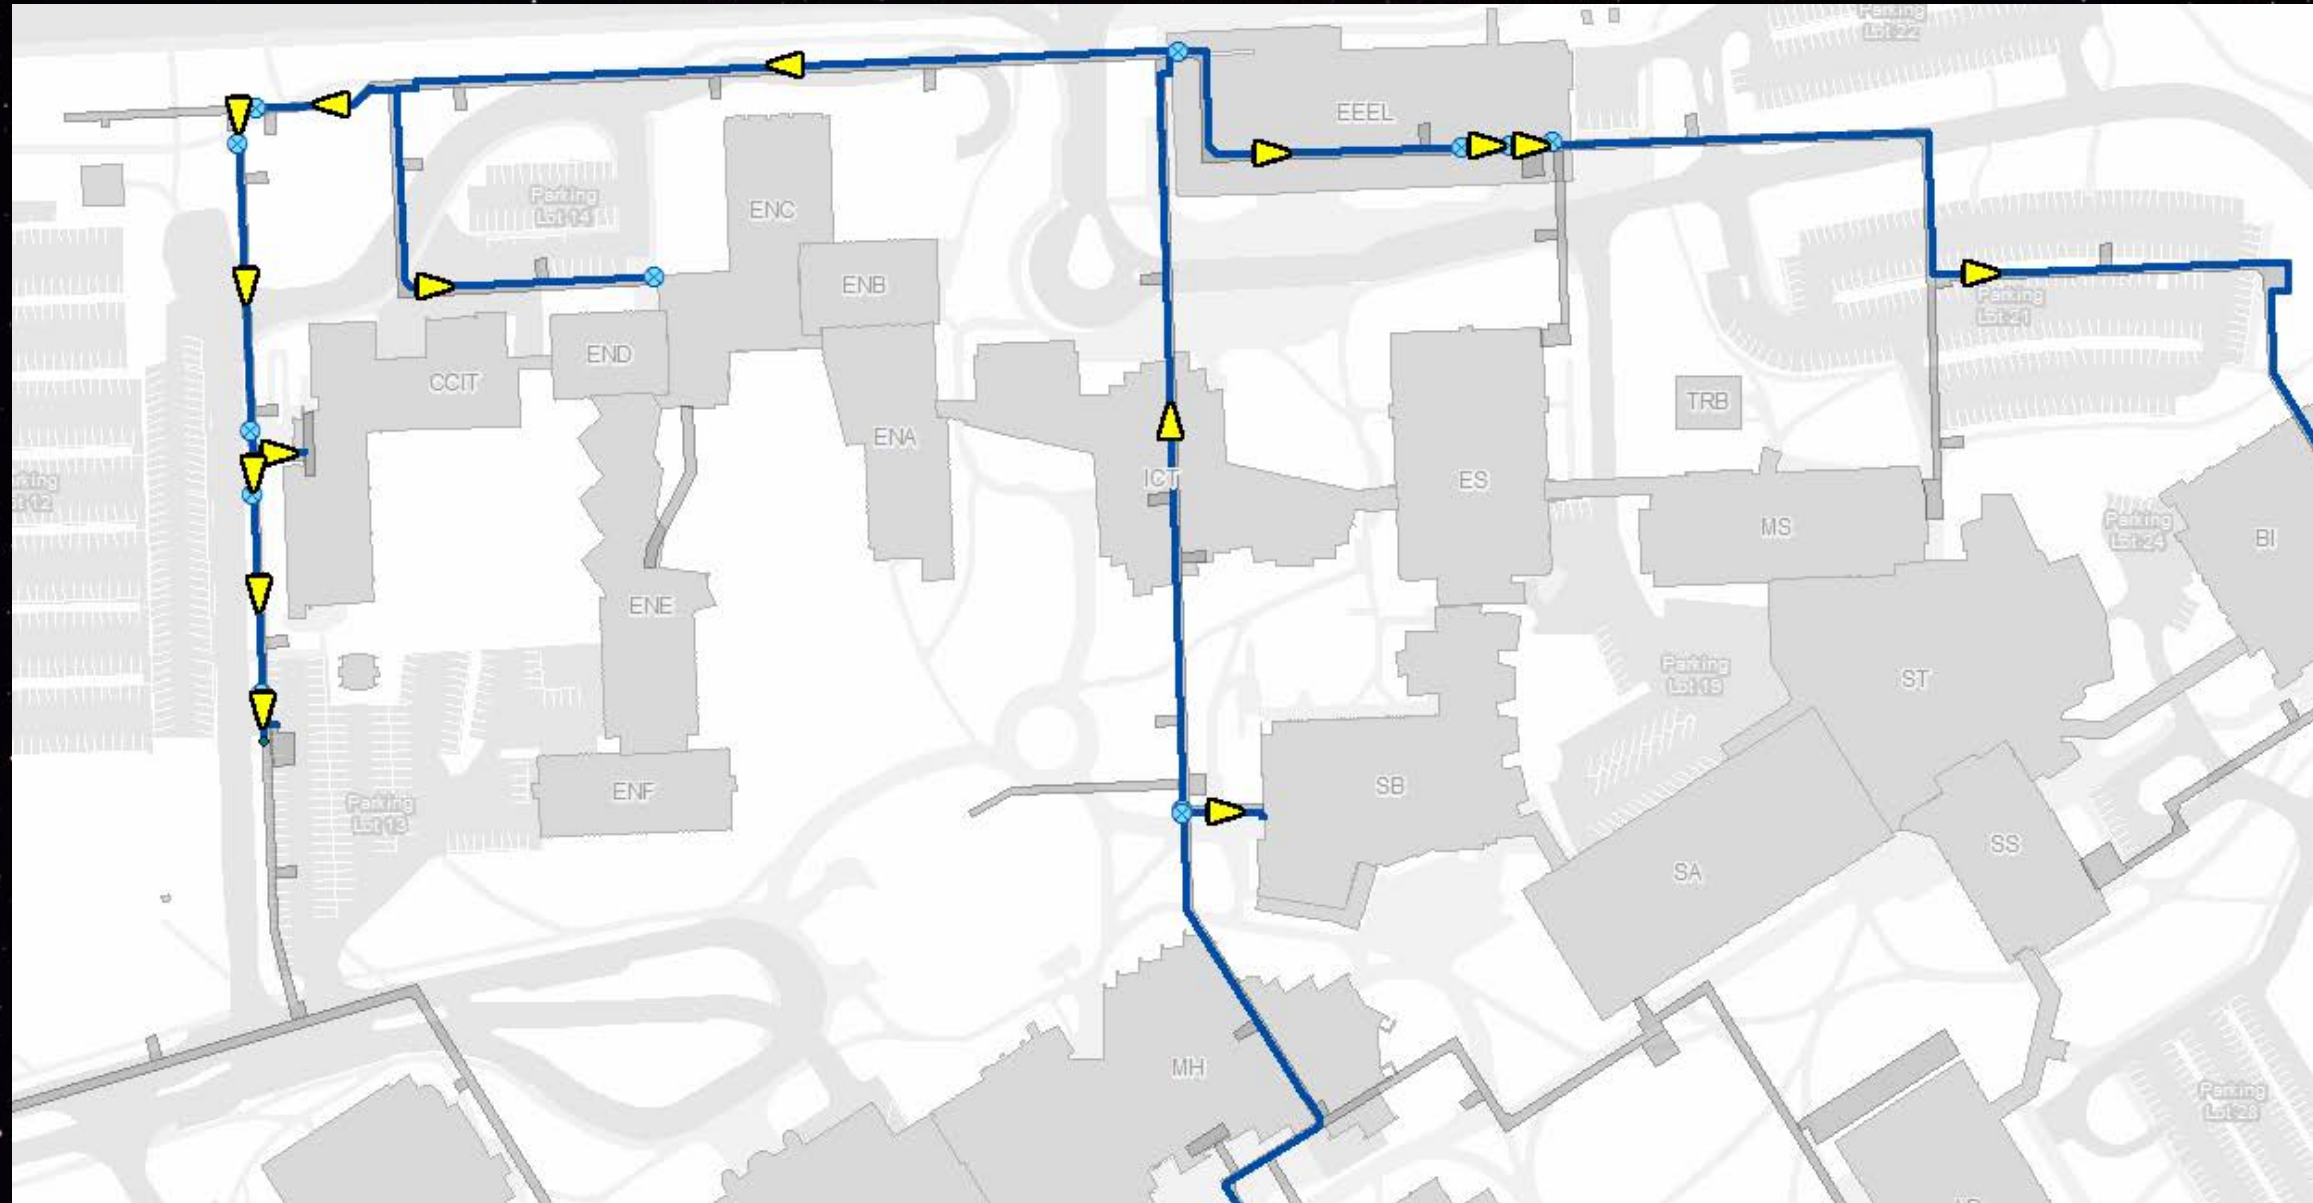 Parking
Lot 22
EEEL
ENC
Parking
Lot 14
ENB
END
CCIT
ENA
Parking
Lot 21
TRB
ICT
ES
MS
Parking
Lot 24
BI
ENE
Parking
Lot 19
ST
SB
ENF
Parking
Lot 13
SS
SA
MH
Parking
Lot 28